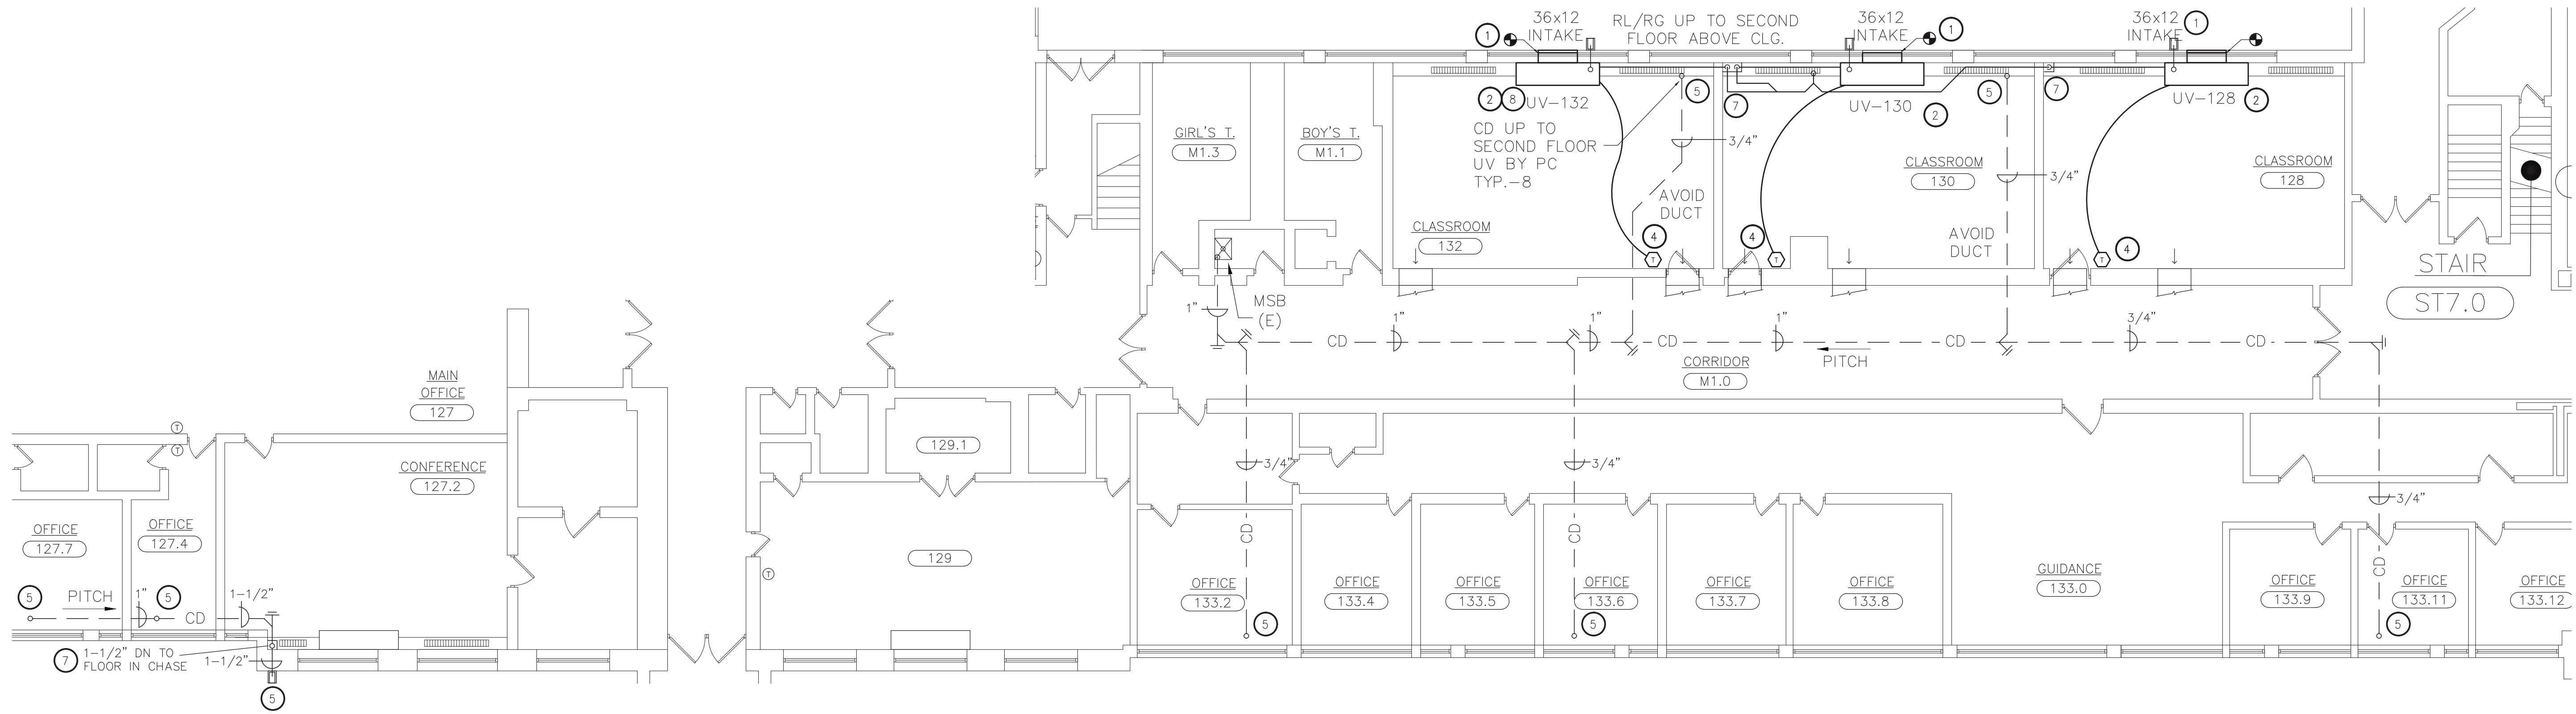 36x12
INTAKE
1
RL/RG UP TO SECOND
FLOOR ABOVE CLG.
36x12
INTAKE
1
36x12
INTAKE
1
2
8
UV-132
5
7
UV-130
2
5
7
UV-128
2
CD UP TO
SECOND FLOOR
UV BY PC
TYP.-8
3/4"
3/4"
GIRL'S T.
M1.3
BOY'S T.
M1.1
CLASSROOM
132
AVOID
DUCT
CLASSROOM
130
AVOID
DUCT
CLASSROOM
128
4
T
4
T
4
T
STAIR
ST7.0
MSB
(E)
1"
CD
1"
1"
CD
1"
CD
3/4"
CD
PITCH
CORRIDOR
M1.0
MAIN
OFFICE
127
T
T
CONFERENCE
127.2
129.1
3/4"
3/4"
3/4"
OFFICE
127.7
OFFICE
127.4
129
T
CD
CD
CD
OFFICE
133.2
OFFICE
133.4
OFFICE
133.5
OFFICE
133.6
OFFICE
133.7
OFFICE
133.8
GUIDANCE
133.0
OFFICE
133.9
OFFICE
133.11
OFFICE
133.12
5
PITCH
1"
5
CD
1-1/2"
5
5
5
7
1-1/2" DN TO
FLOOR IN CHASE
1-1/2"
5